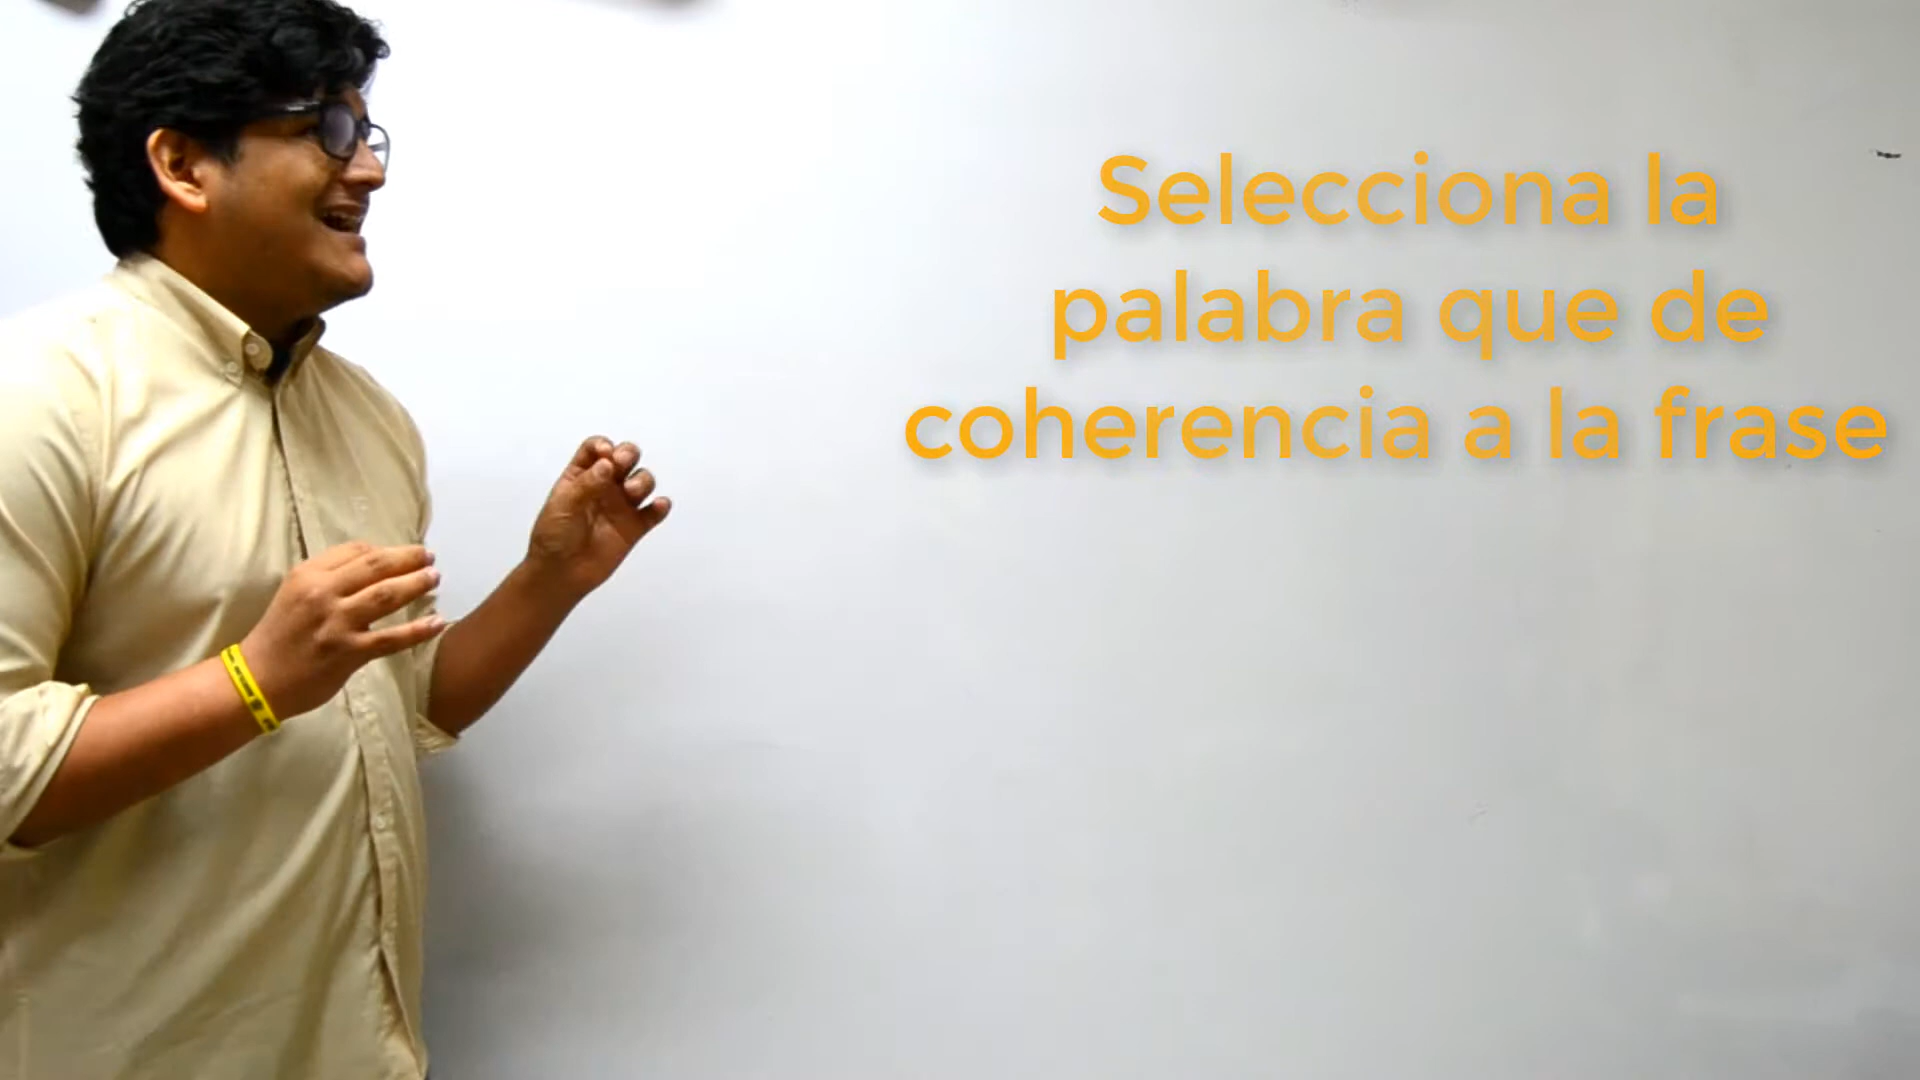 Selecciona la
palabra que de
coherencia a la frase